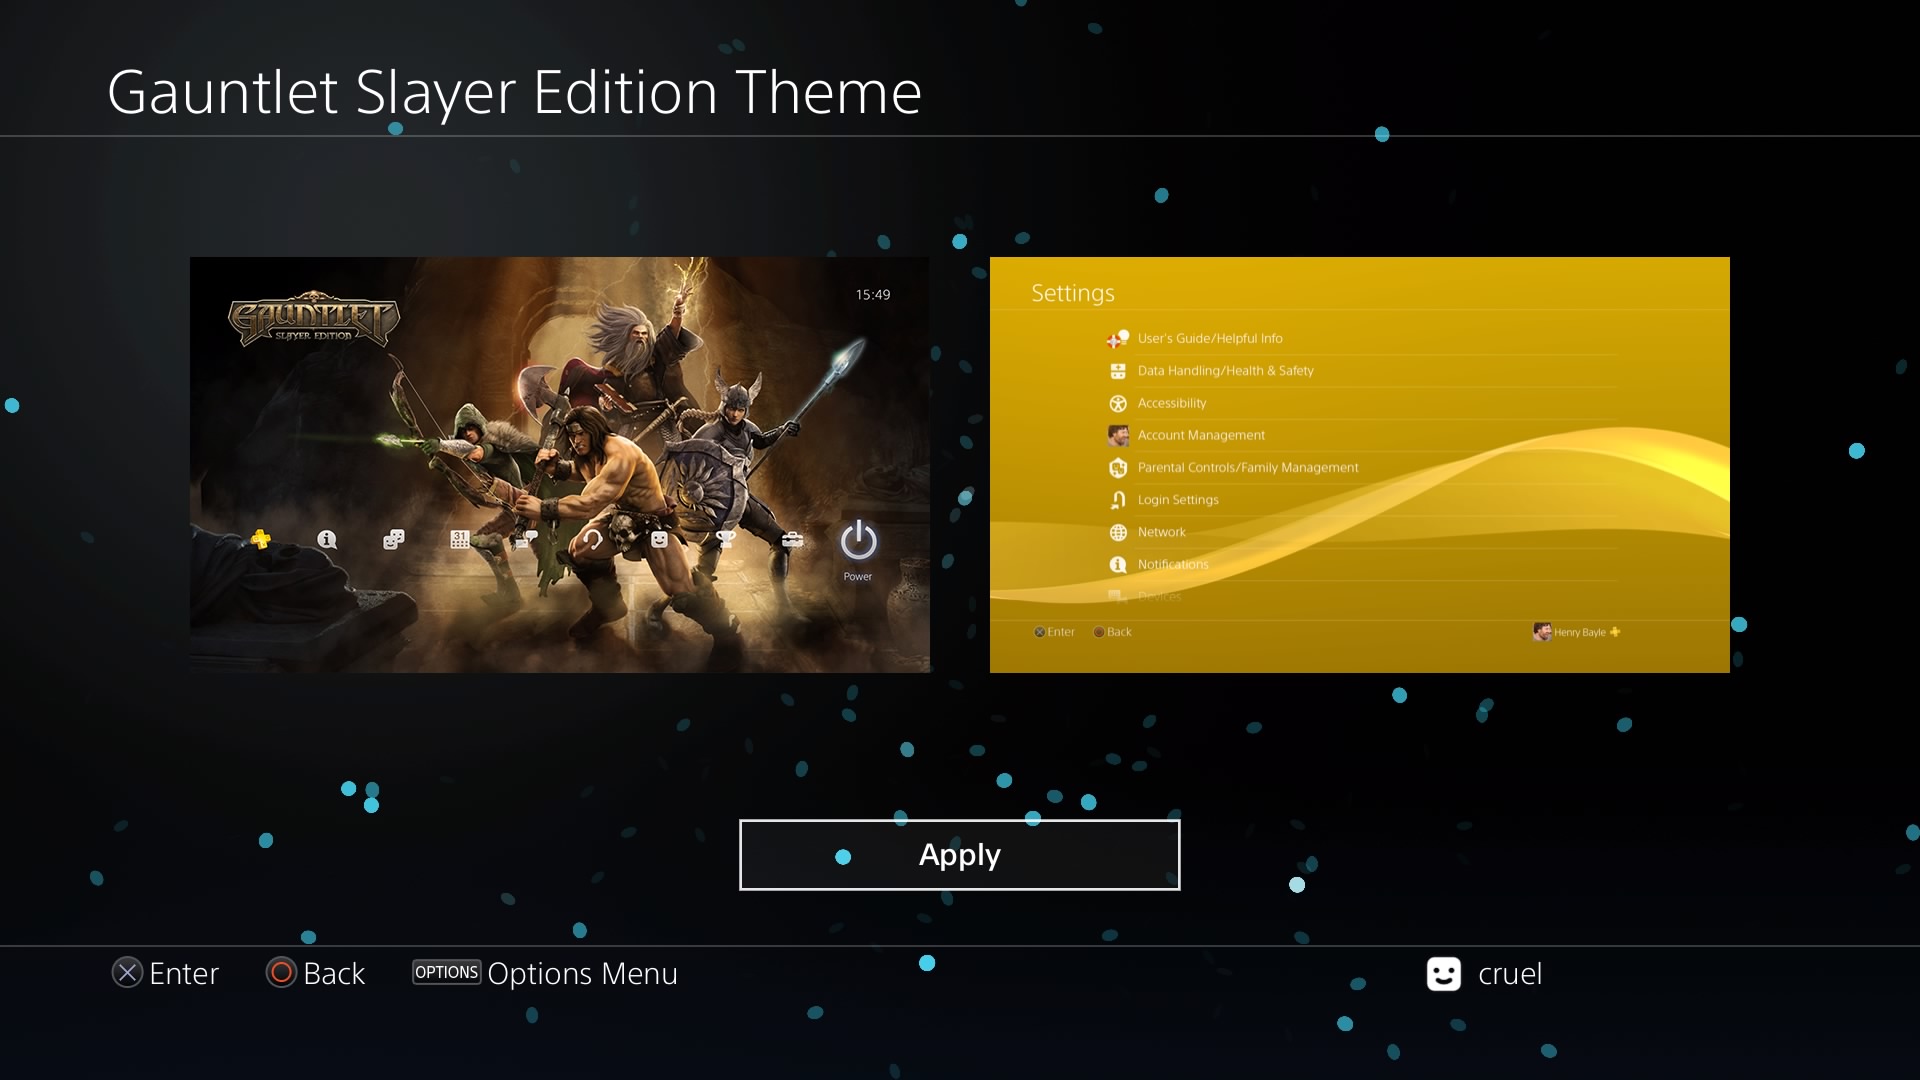 Gauntlet Slayer Edition Theme
GAUNTLET
SLAYER EDITION
15:49
31
Power
Settings
User's Guide/Helpful Info
Data Handling/Health & Safety
Accessibility
Account Management
Parental Controls/Family Management
Login Settings
Network
Notifications
Devices
Enter Back Henry Bayle
Apply
Enter Back OPTIONS Options Menu cruel